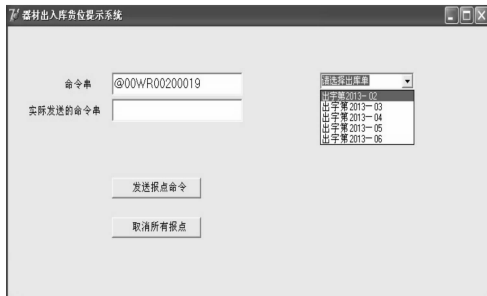 器材出入库货位提示系统
命令串 @00WR00200019 请选择出库单
实际发送的命令串
出字第2013-02
出字第2013-03
出字第2013-04
出字第2013-05
出字第2013-06
发送报点命令
取消所有报点